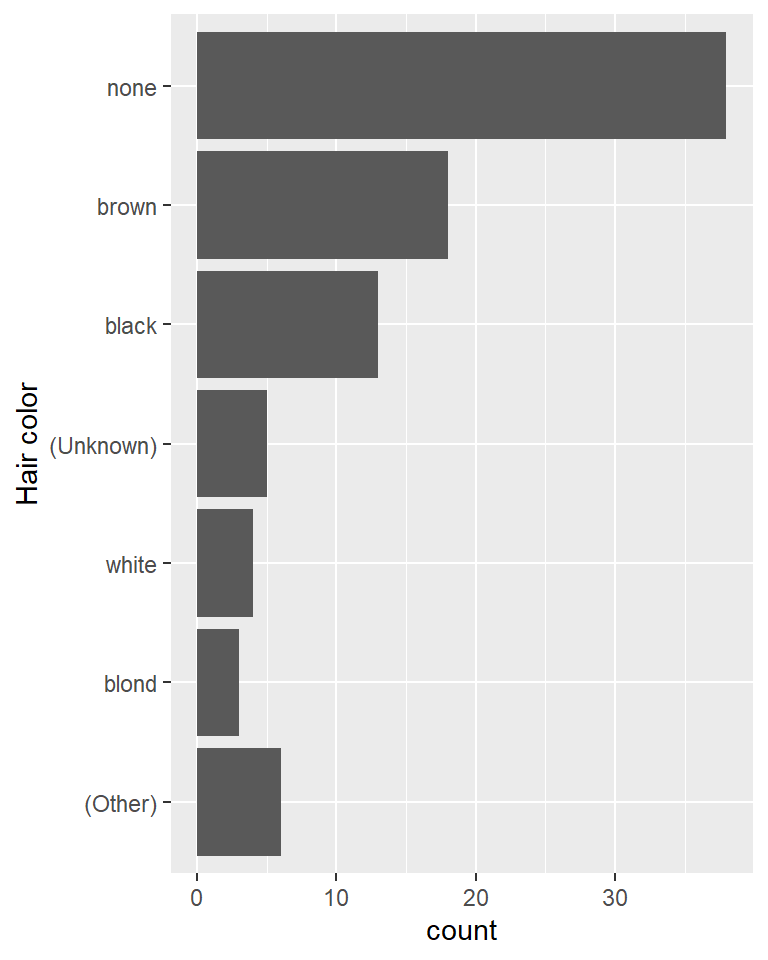 none
brown
black
(Unknown)
white
blond
(Other)
Hair color
0 10 20 30
count